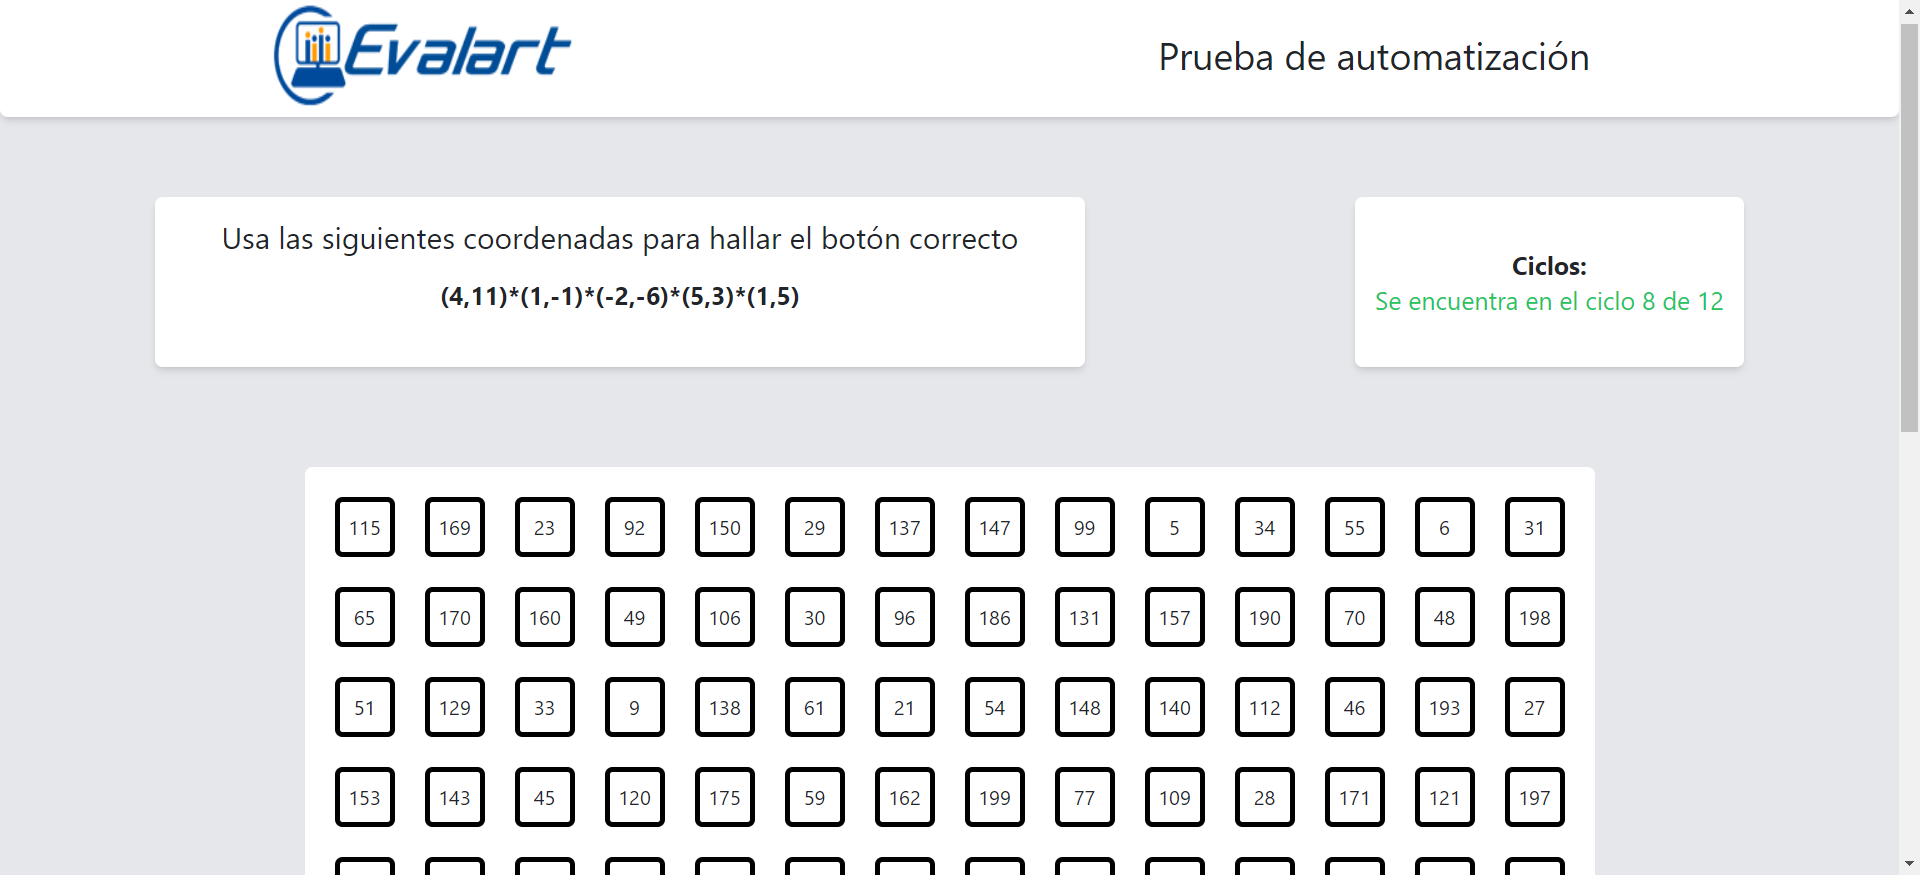 Evalart
Prueba de automatización
Usa las siguientes coordenadas para hallar el botón correcto
(4,11)*(1,-1)*(-2,-6)*(5,3)*(1,5)
Ciclos:
Se encuentra en el ciclo 8 de 12
115 169 23 92 150 29 137 147 99 5 34 55 6 31
65 170 160 49 106 30 96 186 131 157 190 70 48 198
51 129 33 9 138 61 21 54 148 140 112 46 193 27
153 143 45 120 175 59 162 199 77 109 28 171 121 197